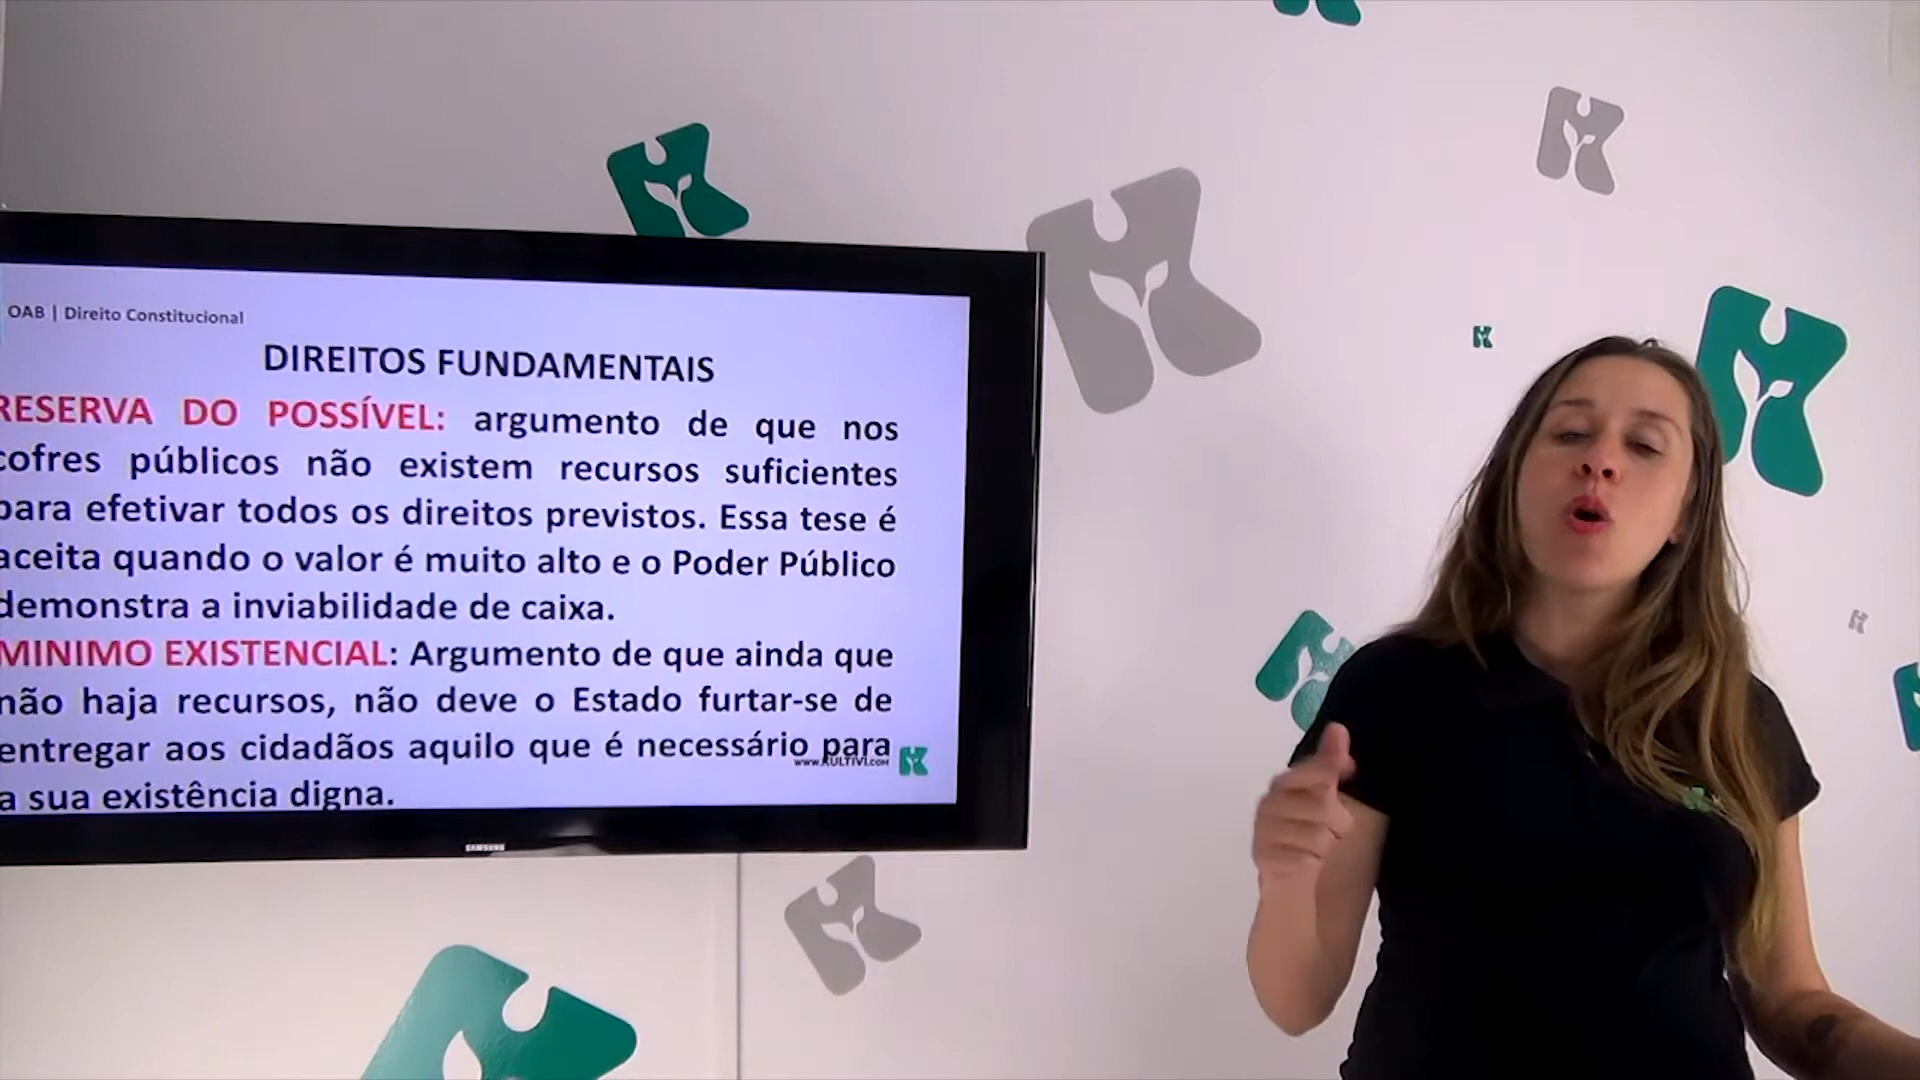 OAB | Direito Constitucional
DIREITOS FUNDAMENTAIS
RESERVA DO POSSÍVEL: argumento de que nos
cofres públicos não existem recursos suficientes
para efetivar todos os direitos previstos. Essa tese é
aceita quando o valor é muito alto e o Poder Público
demonstra a inviabilidade de caixa.
MINIMO EXISTENCIAL: Argumento de que ainda que
não haja recursos, não deve o Estado furtar-se de
entregar aos cidadãos aquilo que é necessário para
www.KULTIVI.COM
a sua existência digna.
SAMSUNG